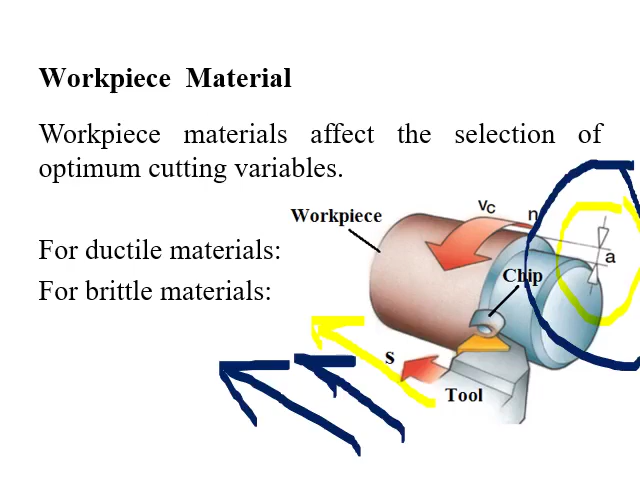 Workpiece Material
Workpiece materials affect the selection of
optimum cutting variables.
vc
n
Workpiece
a
For ductile materials:
Chip
For brittle materials:
s
Tool